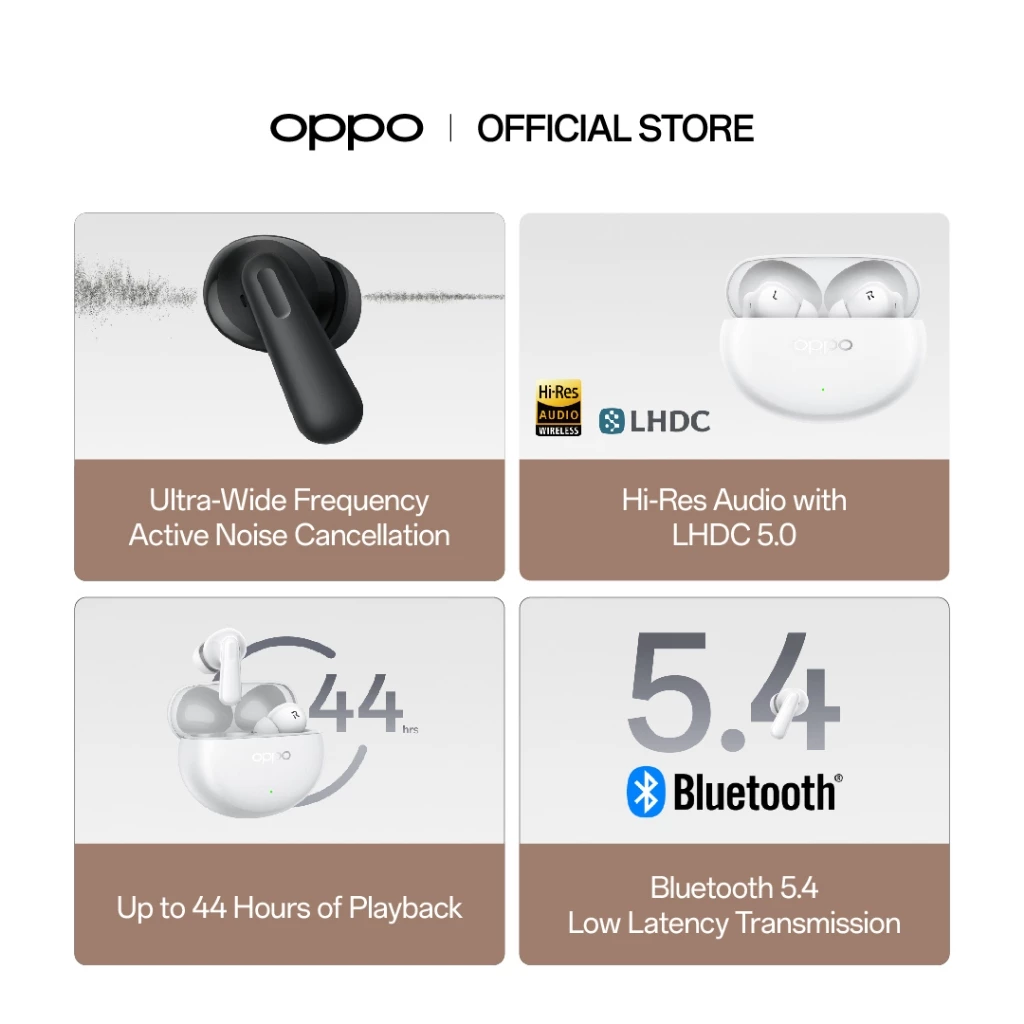 oppo | OFFICIAL STORE
Ultra-Wide Frequency
Active Noise Cancellation
L R
oppo
Hi-Res
AUDIO
WIRELESS
LHDC
Hi-Res Audio with
LHDC 5.0
44 hrs
R
oppo
Up to 44 Hours of Playback
5.4
Bluetooth®
Bluetooth 5.4
Low Latency Transmission